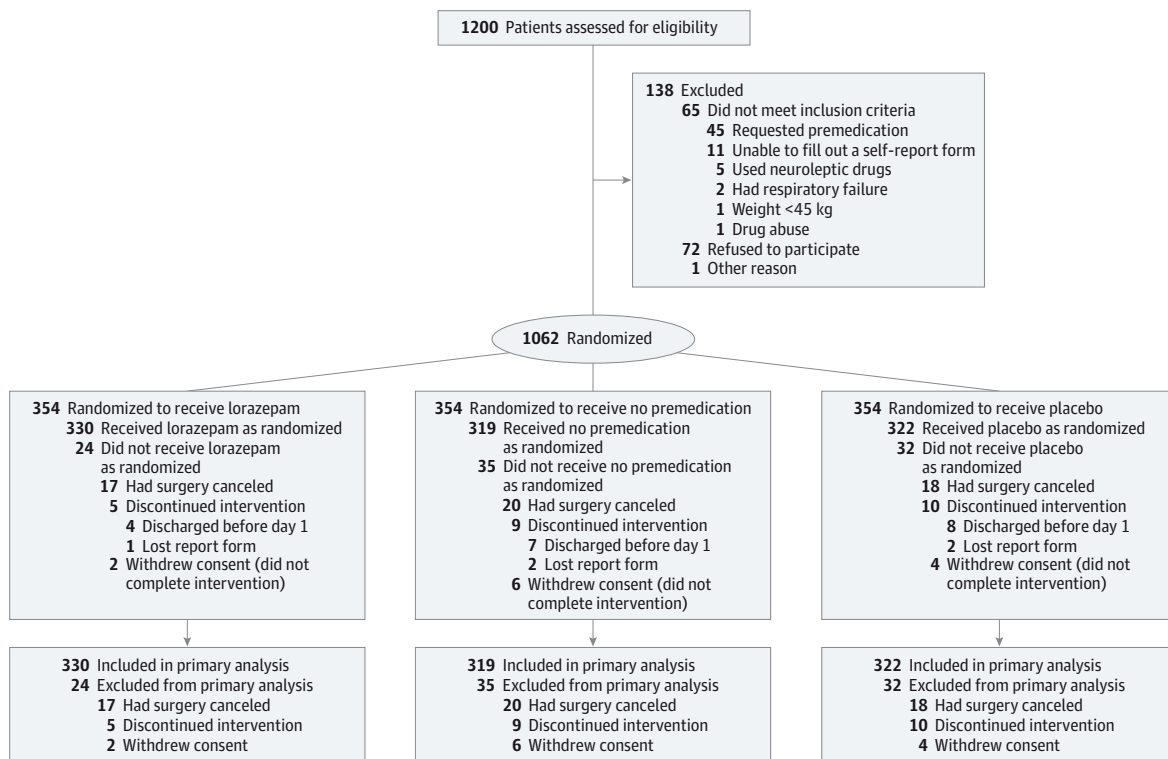 1200 Patients assessed for eligibility
138 Excluded
65 Did not meet inclusion criteria
45 Requested premedication
11 Unable to fill out a self-report form
5 Used neuroleptic drugs
2 Had respiratory failure
1 Weight <45 kg
1 Drug abuse
72 Refused to participate
1 Other reason
1062 Randomized
354 Randomized to receive lorazepam
330 Received lorazepam as randomized
24 Did not receive lorazepam
as randomized
17 Had surgery canceled
5 Discontinued intervention
4 Discharged before day 1
1 Lost report form
2 Withdrew consent (did not
complete intervention)
354 Randomized to receive no premedication
319 Received no premedication
as randomized
35 Did not receive no premedication
as randomized
20 Had surgery canceled
9 Discontinued intervention
7 Discharged before day 1
2 Lost report form
6 Withdrew consent (did not
complete intervention)
354 Randomized to receive placebo
322 Received placebo as randomized
32 Did not receive placebo
as randomized
18 Had surgery canceled
10 Discontinued intervention
8 Discharged before day 1
2 Lost report form
4 Withdrew consent (did not
complete intervention)
330 Included in primary analysis
24 Excluded from primary analysis
17 Had surgery canceled
5 Discontinued intervention
2 Withdrew consent
319 Included in primary analysis
35 Excluded from primary analysis
20 Had surgery canceled
9 Discontinued intervention
6 Withdrew consent
322 Included in primary analysis
32 Excluded from primary analysis
18 Had surgery canceled
10 Discontinued intervention
4 Withdrew consent